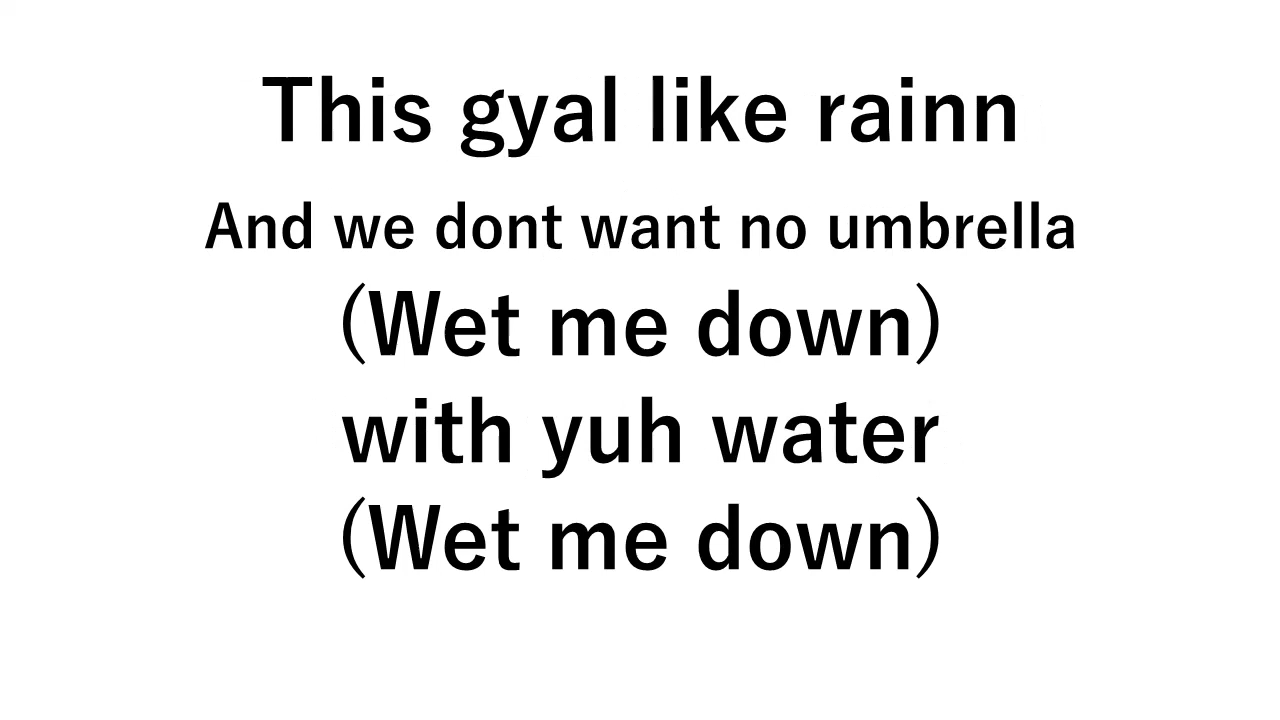 This gyal like rainn
And we dont want no umbrella
(Wet me down)
with yuh water
(Wet me down)